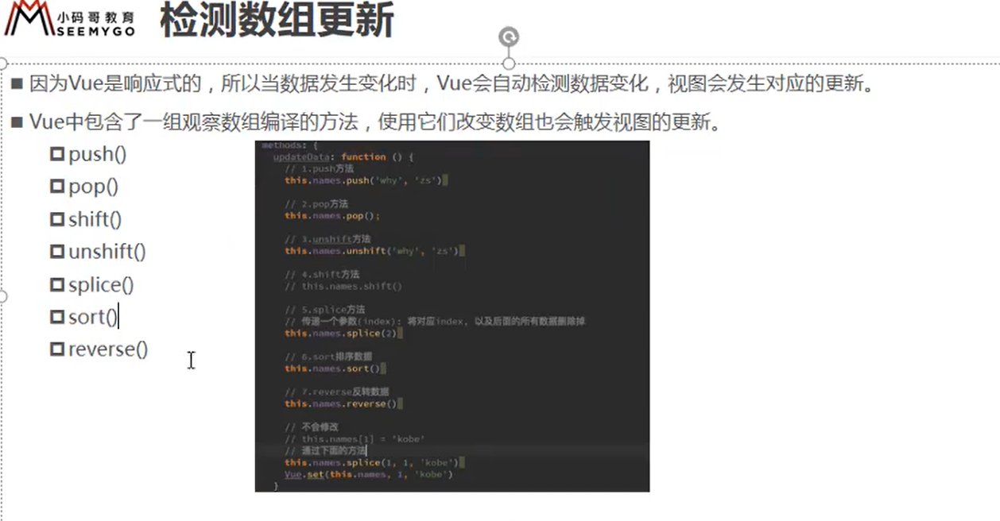 小码哥教育
SEEMYGO
检测数组更新
因为Vue是响应式的，所以当数据发生变化时，Vue会自动检测数据变化，视图会发生对应的更新。
Vue中包含了一组观察数组编译的方法，使用它们改变数组也会触发视图的更新。
push()
pop()
shift()
unshift()
splice()
sort()
reverse()
methods: {
updateData: function () {
// 1.push方法
this.names.push('why', 'zs')
// 2.pop方法
this.names.pop();
// 3.unshift方法
this.names.unshift('why', 'zs')
// 4.shift方法
// this.names.shift()
// 5.splice方法
// 传递一个参数(index): 将对应index, 以及后面的所有数据删除掉
this.names.splice(2)
// 6.sort排序数据
this.names.sort()
// 7.reverse反转数据
this.names.reverse()
// 不会修改
// this.names[1] = 'kobe'
// 通过下面的方法
this.names.splice(1, 1, 'kobe')
Vue.set(this.names, 1, 'kobe')
}